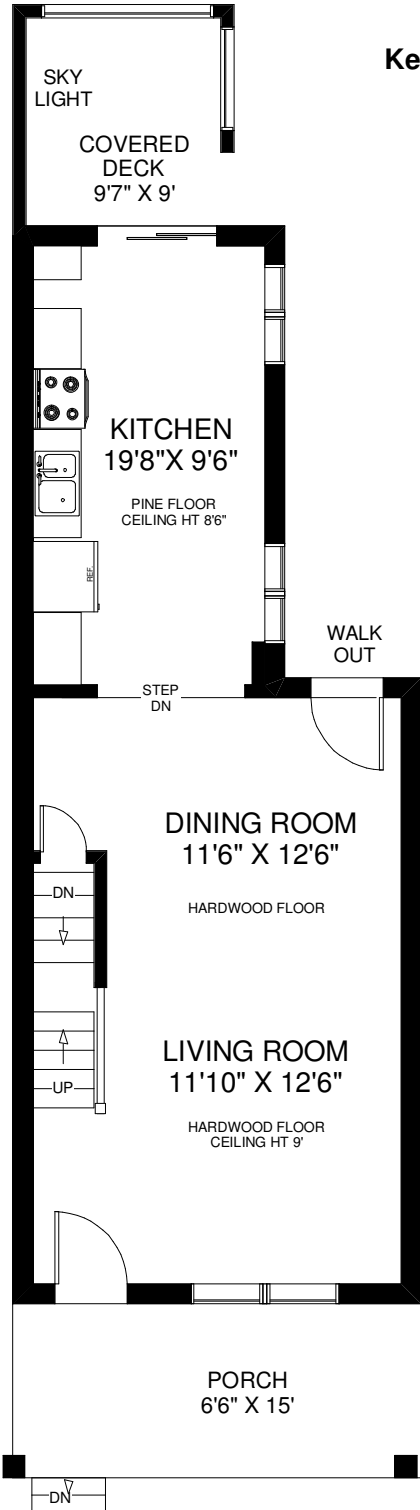 Ke
SKY
LIGHT
COVERED
DECK
9'7" X 9'
KITCHEN
19'8"X 9'6"
PINE FLOOR
CEILING HT 8'6"
REF.
WALK
OUT
STEP
DN
DINING ROOM
11'6" X 12'6"
HARDWOOD FLOOR
DN
LIVING ROOM
11'10" X 12'6"
UP
HARDWOOD FLOOR
CEILING HT 9'
PORCH
6'6" X 15'
DN